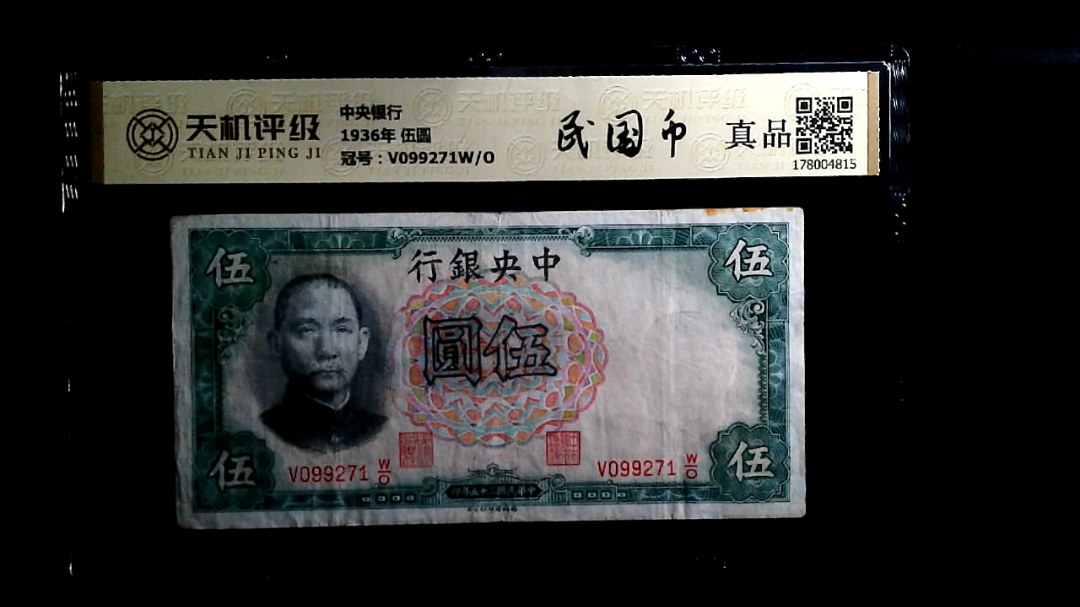 天机评级
TIAN JI PING JI
中央银行
1936年 伍圆
冠号：V099271W/O
民国币
真品
178004815
伍
行銀央中
伍
圓伍
伍
V099271 W/O
V099271 W/O
伍